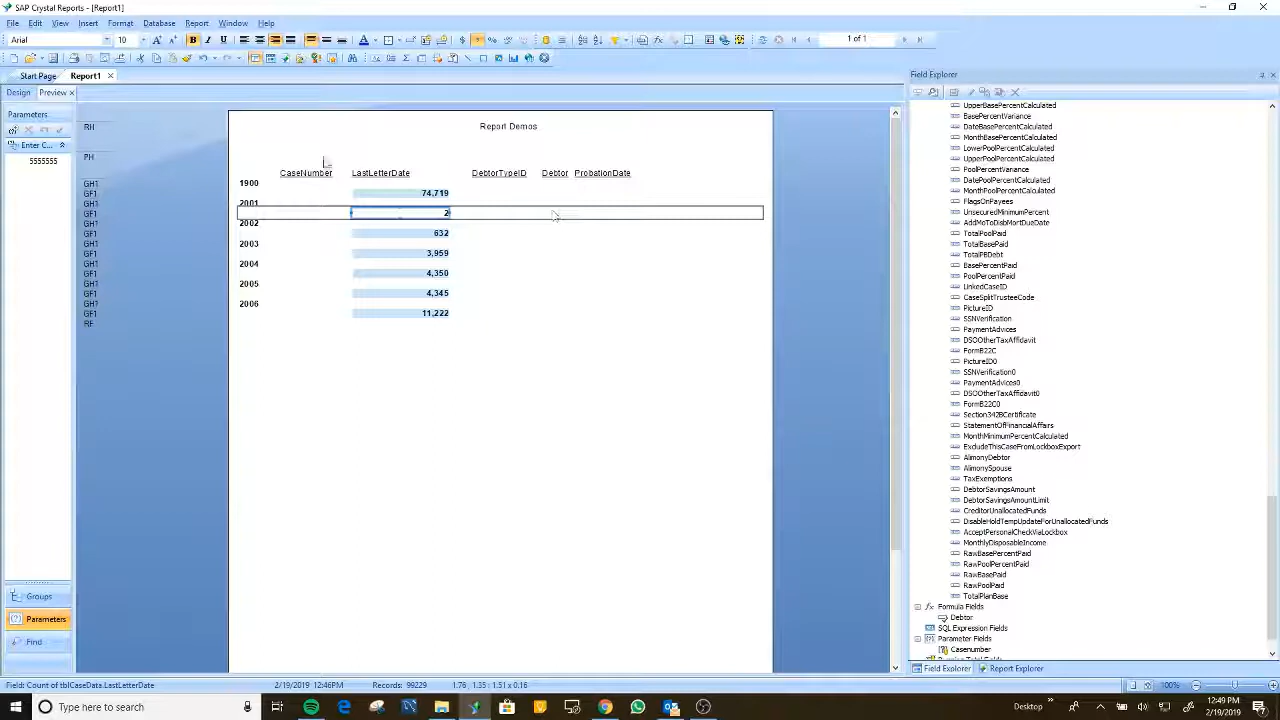 SAP Crystal Reports - [Report1]
File Edit View Insert Format Database Report Window Help
Arial 10 B I U 1 of 1
Start Page Report1
Design Preview
Parameters
Enter C...
5555555
Groups
Parameters
Find
RH
PH
GH1
GF1
GH1
GF1
GH1
GF1
GH1
GF1
GH1
GF1
GH1
GF1
GH1
GF1
RF
Report Demos
CaseNumber LastLetterDate DebtorTypeID Debtor ProbationDate
1900
74,719
2001
2
2002
632
2003
3,959
2004
4,350
2005
4,345
2006
11,222
Field Explorer
UpperBasePercentCalculated
BasePercentVariance
DateBasePercentCalculated
MonthBasePercentCalculated
LowerPoolPercentCalculated
UpperPoolPercentCalculated
PoolPercentVariance
DatePoolPercentCalculated
MonthPoolPercentCalculated
FlagsOnPayees
UnsecuredMinimumPercent
AddMoToDisbMortDueDate
TotalPoolPaid
TotalBasePaid
TotalPBDebt
BasePercentPaid
PoolPercentPaid
LinkedCaseID
CaseSplitTrusteeCode
PictureID
SSNVerification
PaymentAdvices
DSOOtherTaxAffidavit
FormB22C
PictureID0
SSNVerification0
PaymentAdvices0
DSOOtherTaxAffidavit0
FormB22C0
Section342BCertificate
StatementOfFinancialAffairs
MonthMinimumPercentCalculated
ExcludeThisCaseFromLockboxExport
AlimonyDebtor
AlimonySpouse
TaxExemptions
DebtorSavingsAmount
DebtorSavingsAmountLimit
CreditorUnallocatedFunds
DisableHoldTempUpdateForUnallocatedFunds
AcceptPersonalCheckViaLockbox
MonthlyDisposableIncome
RawBasePercentPaid
RawPoolPercentPaid
RawBasePaid
RawPoolPaid
TotalPlanBase
Formula Fields
Debtor
SQL Expression Fields
Parameter Fields
Casenumber
Field Explorer Report Explorer
Field: Count of tblCaseData.LastLetterDate 2/19/2019 12:46PM Records: 99229 1.76 , 1.35 : 1.51 x 0.16 100%
Type here to search Desktop 12:49 PM
2/19/2019